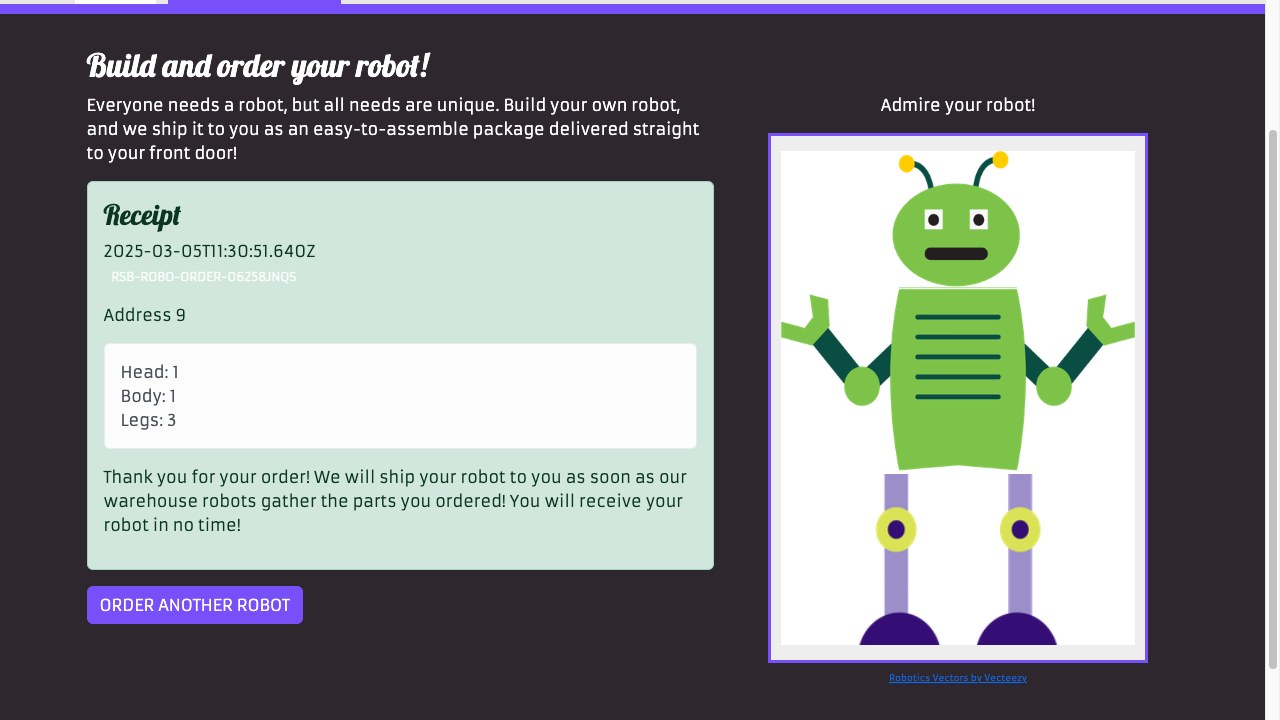 Build and order your robot!
Everyone needs a robot, but all needs are unique. Build your own robot,
and we ship it to you as an easy-to-assemble package delivered straight
to your front door!
Receipt
2025-03-05T11:30:51.640Z
RSB-ROBO-ORDER-06258JNQS
Address 9
Head: 1
Body: 1
Legs: 3
Thank you for your order! We will ship your robot to you as soon as our
warehouse robots gather the parts you ordered! You will receive your
robot in no time!
ORDER ANOTHER ROBOT
Admire your robot!
Robotics Vectors by Vecteezy